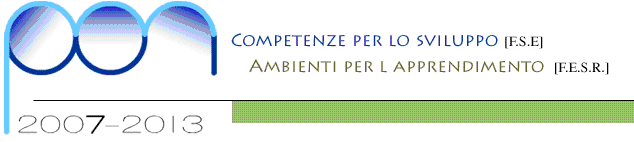 pon
COMPETENZE PER LO SVILUPPO [F.S.E]
AMBIENTI PER L APPRENDIMENTO [F.E.S.R.]
2007-2013